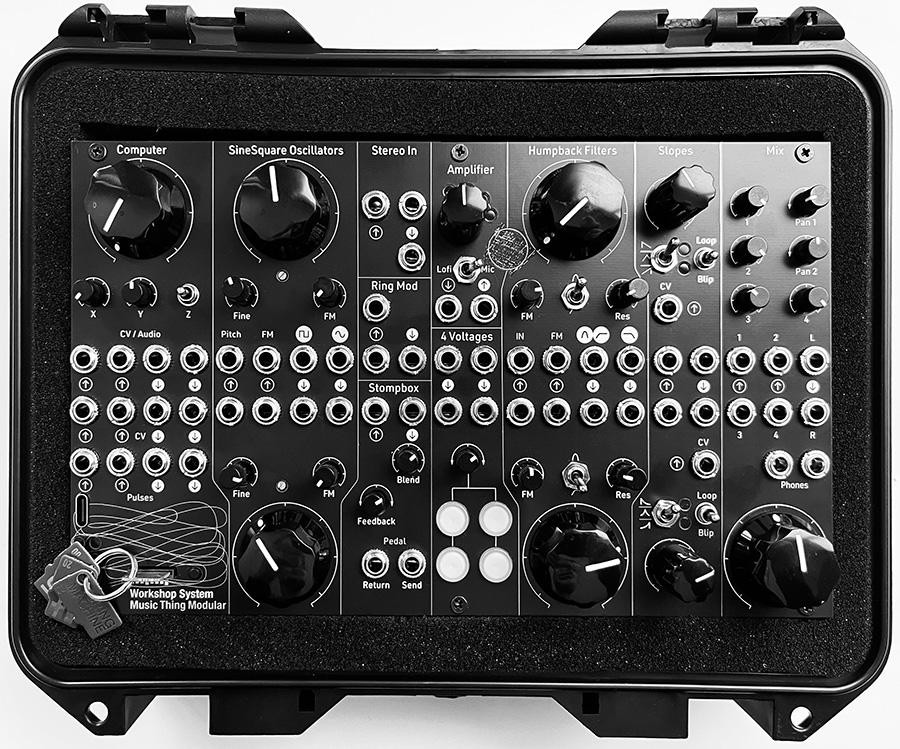 Computer
SineSquare Oscillators
Stereo In
Amplifier
Humpback Filters
Slopes
Mix
1
Pan 1
Lofi
Mic
Loop
Blip
2
Pan 2
X
Y
Z
Fine
FM
Ring Mod
FM
Res
CV
3
4
CV / Audio
Pitch
FM
4 Voltages
IN
FM
1
2
L
Stompbox
CV
3
4
R
CV
Pulses
Fine
FM
Blend
FM
Res
Phones
Feedback
Loop
Blip
Pedal
Return
Send
Workshop System
Music Thing Modular
20